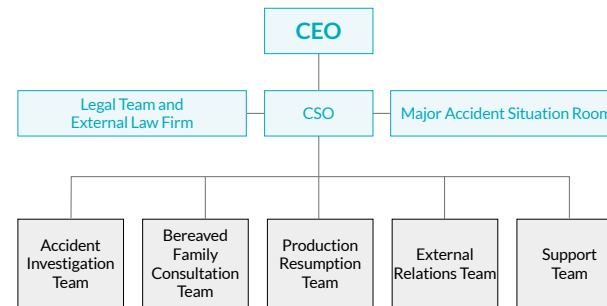 CEO
Legal Team and
External Law Firm
CSO
Major Accident Situation Room
Accident
Investigation
Team
Bereaved
Family
Consultation
Team
Production
Resumption
Team
External
Relations Team
Support
Team